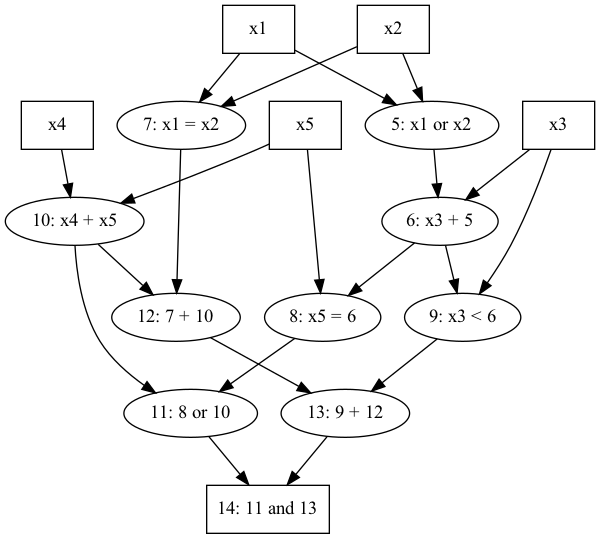 x1
x2
x4
7: x1 = x2
x5
5: x1 or x2
x3
10: x4 + x5
6: x3 + 5
12: 7 + 10
8: x5 = 6
9: x3 < 6
11: 8 or 10
13: 9 + 12
14: 11 and 13